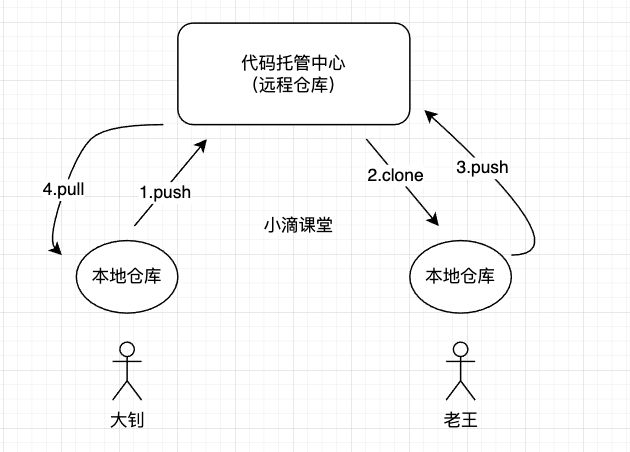 代码托管中心
（远程仓库）
4.pull
1.push
2.clone
3.push
小滴课堂
本地仓库
本地仓库
大钊
老王